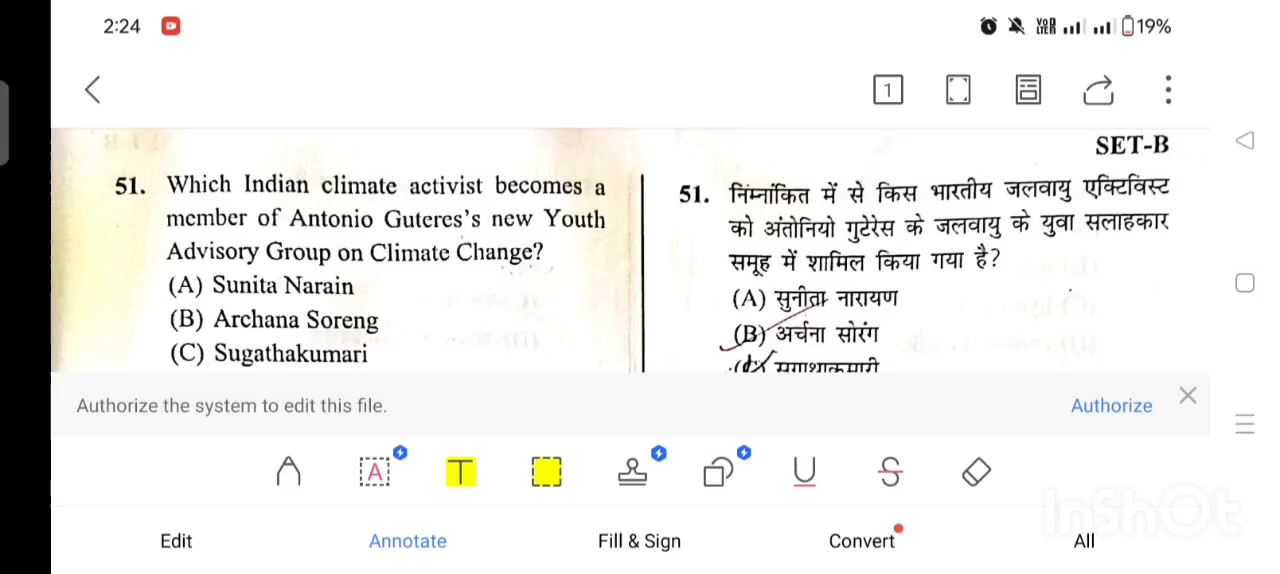 2:24
VoD LTE 19%
1
SET-B
51. Which Indian climate activist becomes a
member of Antonio Guteres's new Youth
Advisory Group on Climate Change?
(A) Sunita Narain
(B) Archana Soreng
(C) Sugathakumari
51. निम्नांकित में से किस भारतीय जलवायु एक्टिविस्ट
को अंतोनियो गुटेरेस के जलवायु के युवा सलाहकार
समूह में शामिल किया गया है?
(A) सुनीता नारायण
(B) अर्चना सोरंग
Authorize the system to edit this file.
Authorize
A
T
U
S
Edit
Annotate
Fill & Sign
Convert
All
InShOt